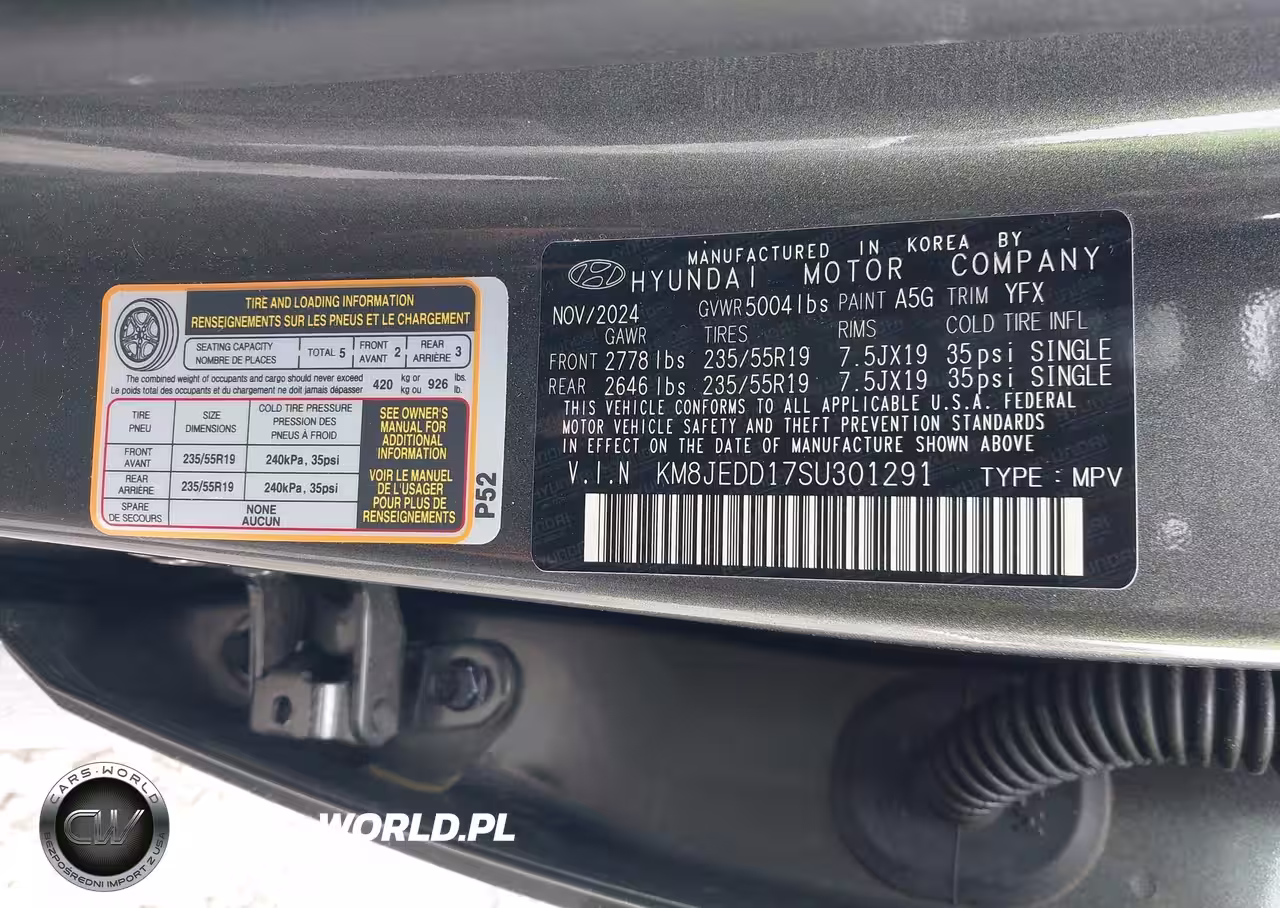 TIRE AND LOADING INFORMATION
RENSEIGNEMENTS SUR LES PNEUS ET LE CHARGEMENT
SEATING CAPACITY
NOMBRE DE PLACES
TOTAL 5
FRONT
AVANT 2
REAR
ARRIÈRE 3
The combined weight of occupants and cargo should never exceed
Le poids total des occupants et du chargement ne doit jamais dépasser
420 kg or
kg ou
926 lbs.
lb.
TIRE
PNEU
SIZE
DIMENSIONS
COLD TIRE PRESSURE
PRESSION DES
PNEUS À FROID
FRONT
AVANT
235/55R19
240kPa, 35psi
REAR
ARRIÈRE
235/55R19
240kPa, 35psi
SPARE
DE SECOURS
NONE
AUCUN
SEE OWNER'S
MANUAL FOR
ADDITIONAL
INFORMATION
VOIR LE MANUEL
DE L'USAGER
POUR PLUS DE
RENSEIGNEMENTS
P52
MANUFACTURED IN KOREA BY
HYUNDAI MOTOR COMPANY
NOV/2024 GVWR 5004 lbs PAINT A5G TRIM YFX
GAWR TIRES RIMS COLD TIRE INFL
FRONT 2778 lbs 235/55R19 7.5JX19 35psi SINGLE
REAR 2646 lbs 235/55R19 7.5JX19 35psi SINGLE
THIS VEHICLE CONFORMS TO ALL APPLICABLE U.S.A. FEDERAL
MOTOR VEHICLE SAFETY AND THEFT PREVENTION STANDARDS
IN EFFECT ON THE DATE OF MANUFACTURE SHOWN ABOVE
V.I.N KM8JEDD17SU301291 TYPE : MPV
CARS-WORLD
CW
BEZPOŚREDNI IMPORT Z USA
WORLD.PL